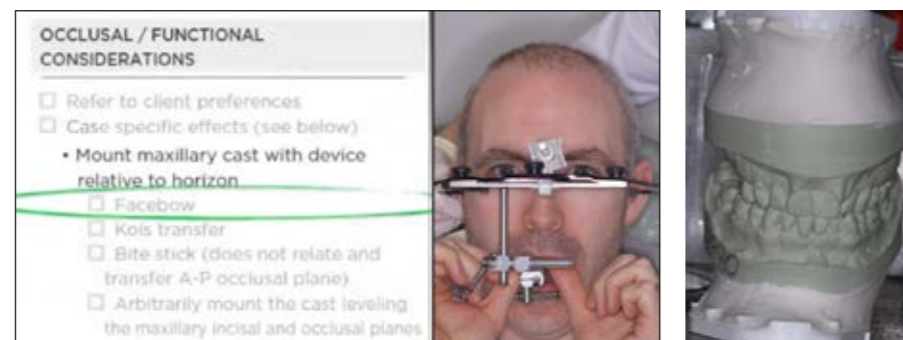 OCCLUSAL / FUNCTIONAL
CONSIDERATIONS
☐ Refer to client preferences
☐ Case specific effects (see below)
• Mount maxillary cast with device
relative to horizon
☐ Facebow
☐ Kois transfer
☐ Bite stick (does not relate and
transfer A-P occlusal plane)
☐ Arbitrarily mount the cast leveling
the maxillary incisal and occlusal planes